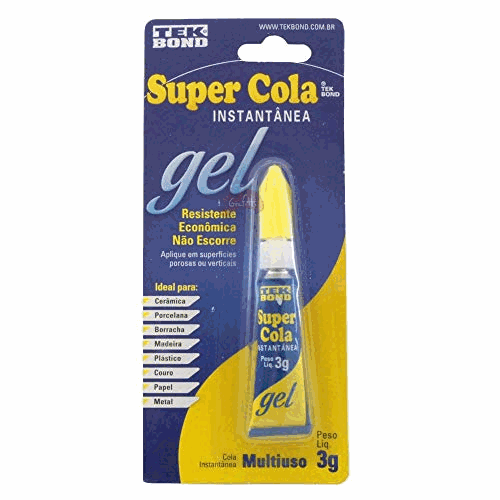 TEK
BOND
WWW.TEKBOND.COM.BR
Super Cola
®
TEK
BOND
INSTANTÂNEA
gel
Resistente
Econômica
Não Escorre
Aplique em superfícies
porosas ou verticais
Ideal para:
Cerâmica
Porcelana
Borracha
Madeira
Plástico
Couro
Papel
Metal
TEK
BOND
Super
Cola
INSTANTÂNEA
Peso
Liq. 3g
gel
Cola
Instantânea Multiuso
Peso
Liq.
3g